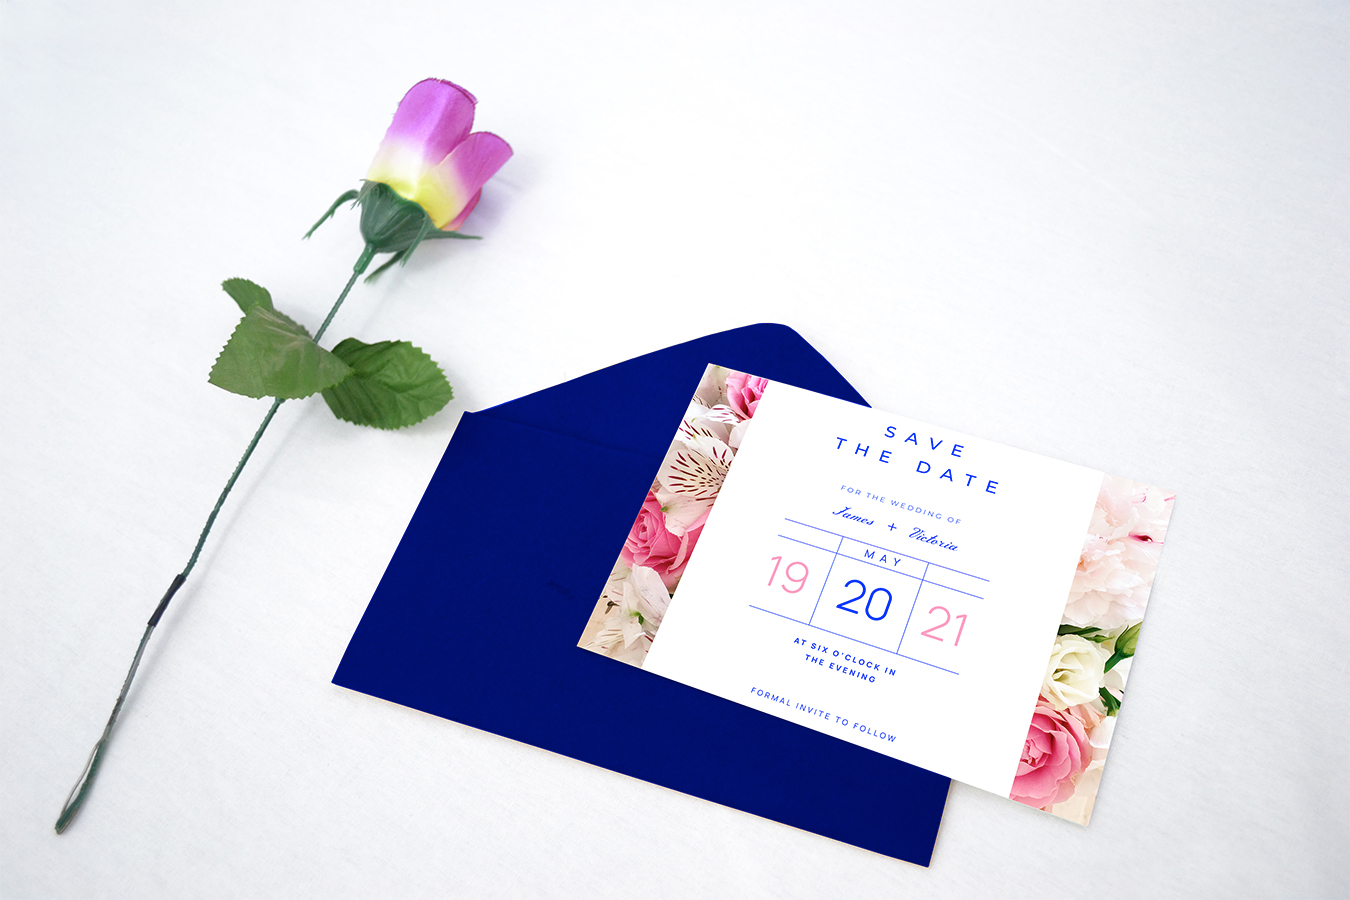 SAVE
THE DATE
FOR THE WEDDING OF
James + Victoria
MAY
19 20 21
AT SIX O'CLOCK IN
THE EVENING
FORMAL INVITE TO FOLLOW